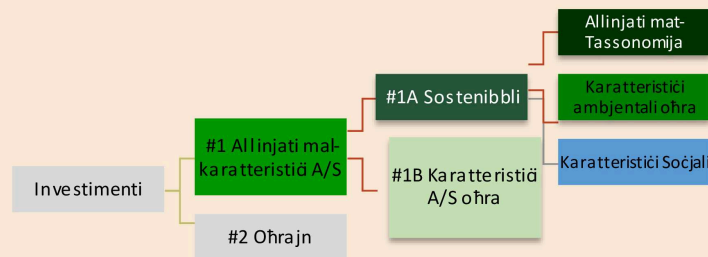 Investimenti
#1 Allinjati mal-
karatteristiċi A/S
#2 Oħrajn
#1A Sostenibbli
#1B Karatteristiċi
A/S oħra
Allinjati mat-
Tassonomija
Karatteristiċi
ambjentali oħra
Karatteristiċi Soċjali